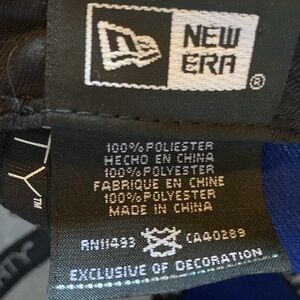 NEW
ERA
®
100% POLIESTER
HECHO EN CHINA
100% POLYESTER
FABRIQUE EN CHINE
100% POLYESTER
MADE IN CHINA
RN11493 CA40289
EXCLUSIVE OF DECORATION
TY™